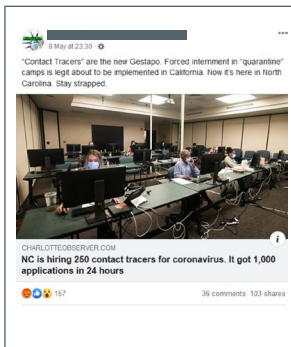 8 May at 23:30 ·
"Contact Tracers" are the new Gestapo. Forced internment in "quarantine"
camps is legit about to be implemented in California. Now it's here in North
Carolina. Stay strapped.
i
CHARLOTTEOBSERVER.COM
NC is hiring 250 contact tracers for coronavirus. It got 1,000
applications in 24 hours
157
36 comments 103 shares